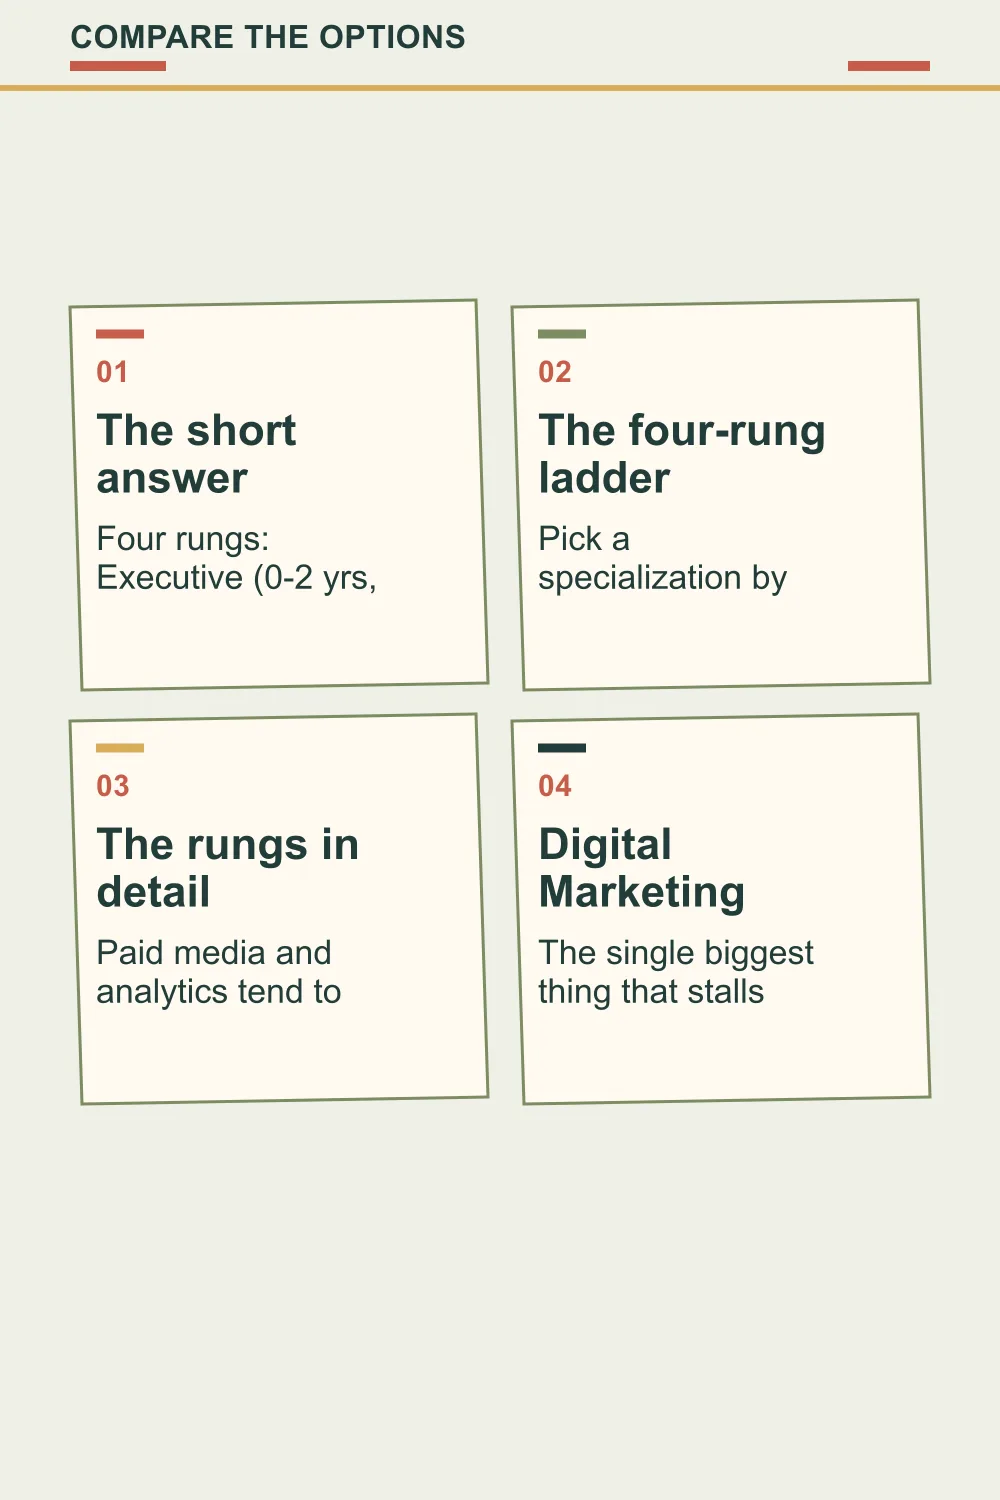 COMPARE THE OPTIONS
01
The short
answer
Four rungs:
Executive (0-2 yrs,
02
The four-rung
ladder
Pick a
specialization by
03
The rungs in
detail
Paid media and
analytics tend to
04
Digital
Marketing
The single biggest
thing that stalls